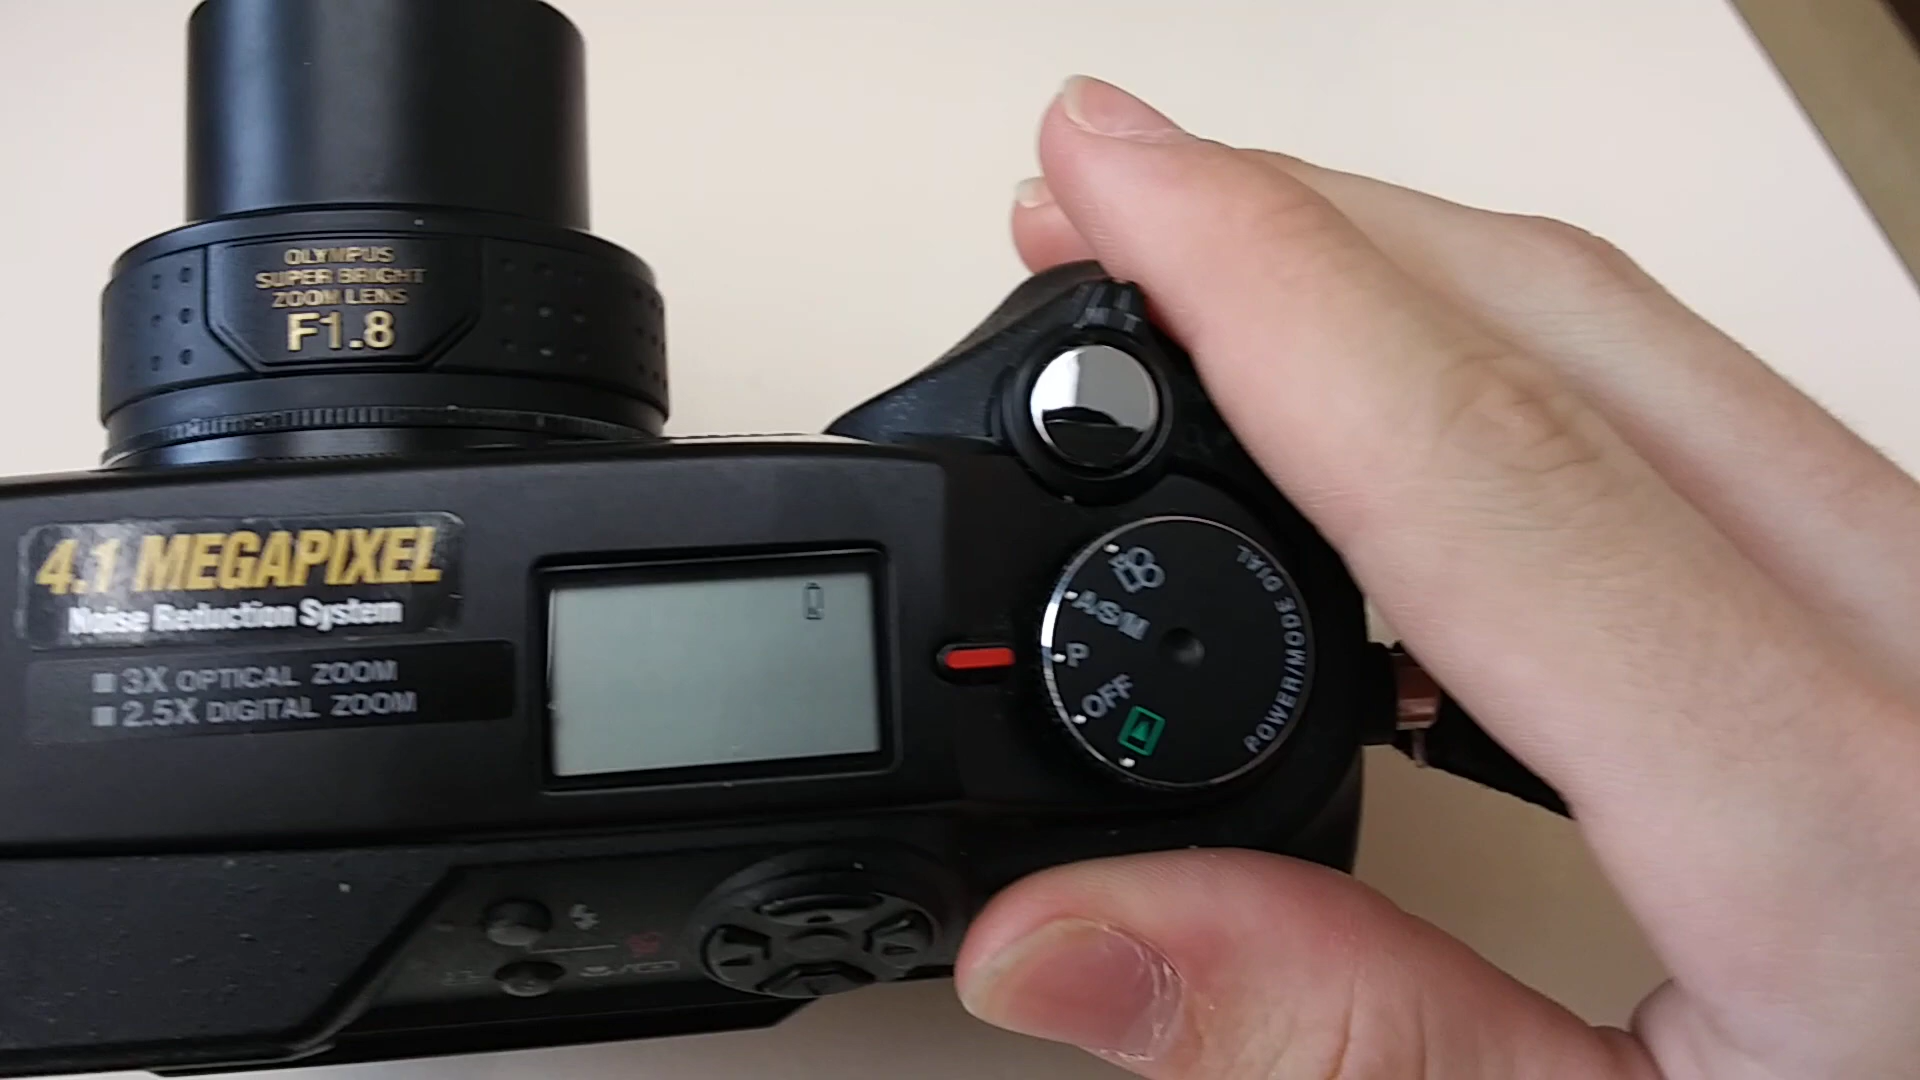 OLYMPUS
SUPER BRIGHT
ZOOM LENS
F1.8
4.1 MEGAPIXEL
Noise Reduction System
3X OPTICAL ZOOM
2.5X DIGITAL ZOOM
W T
A/S/M
P
OFF
POWER/MODE DIAL